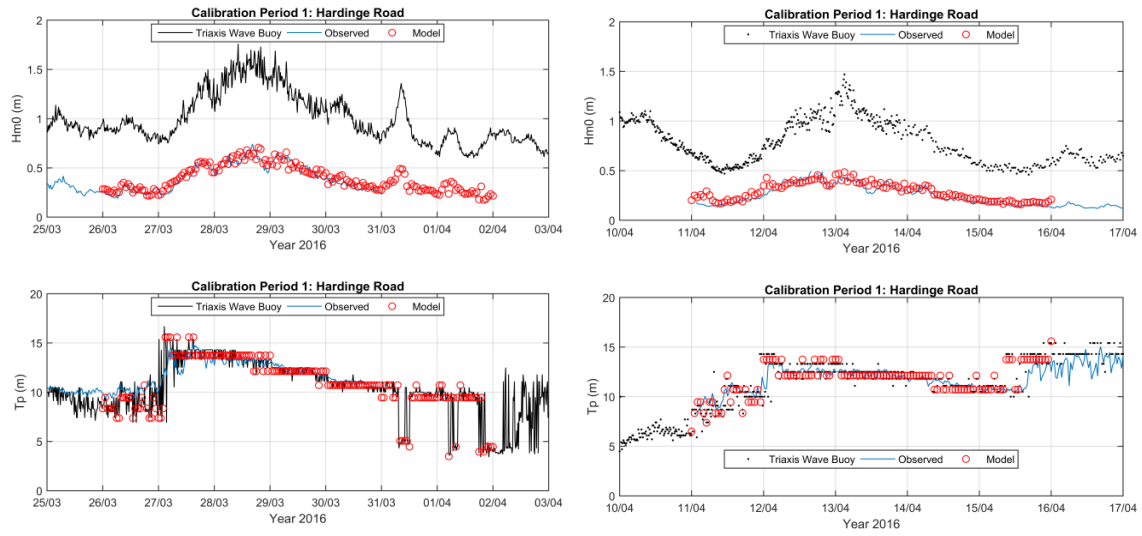 Calibration Period 1: Hardinge Road
Triaxis Wave Buoy Observed Model
Hm0 (m)
2
1.5
1
0.5
0
25/03 26/03 27/03 28/03 29/03 30/03 31/03 01/04 02/04 03/04
Year 2016
Calibration Period 1: Hardinge Road
Triaxis Wave Buoy Observed Model
Hm0 (m)
2
1.5
1
0.5
0
10/04 11/04 12/04 13/04 14/04 15/04 16/04 17/04
Year 2016
Calibration Period 1: Hardinge Road
Triaxis Wave Buoy Observed Model
Tp (m)
20
15
10
5
0
25/03 26/03 27/03 28/03 29/03 30/03 31/03 01/04 02/04 03/04
Year 2016
Calibration Period 1: Hardinge Road
Tp (m)
20
15
10
5
0
Triaxis Wave Buoy Observed Model
10/04 11/04 12/04 13/04 14/04 15/04 16/04 17/04
Year 2016